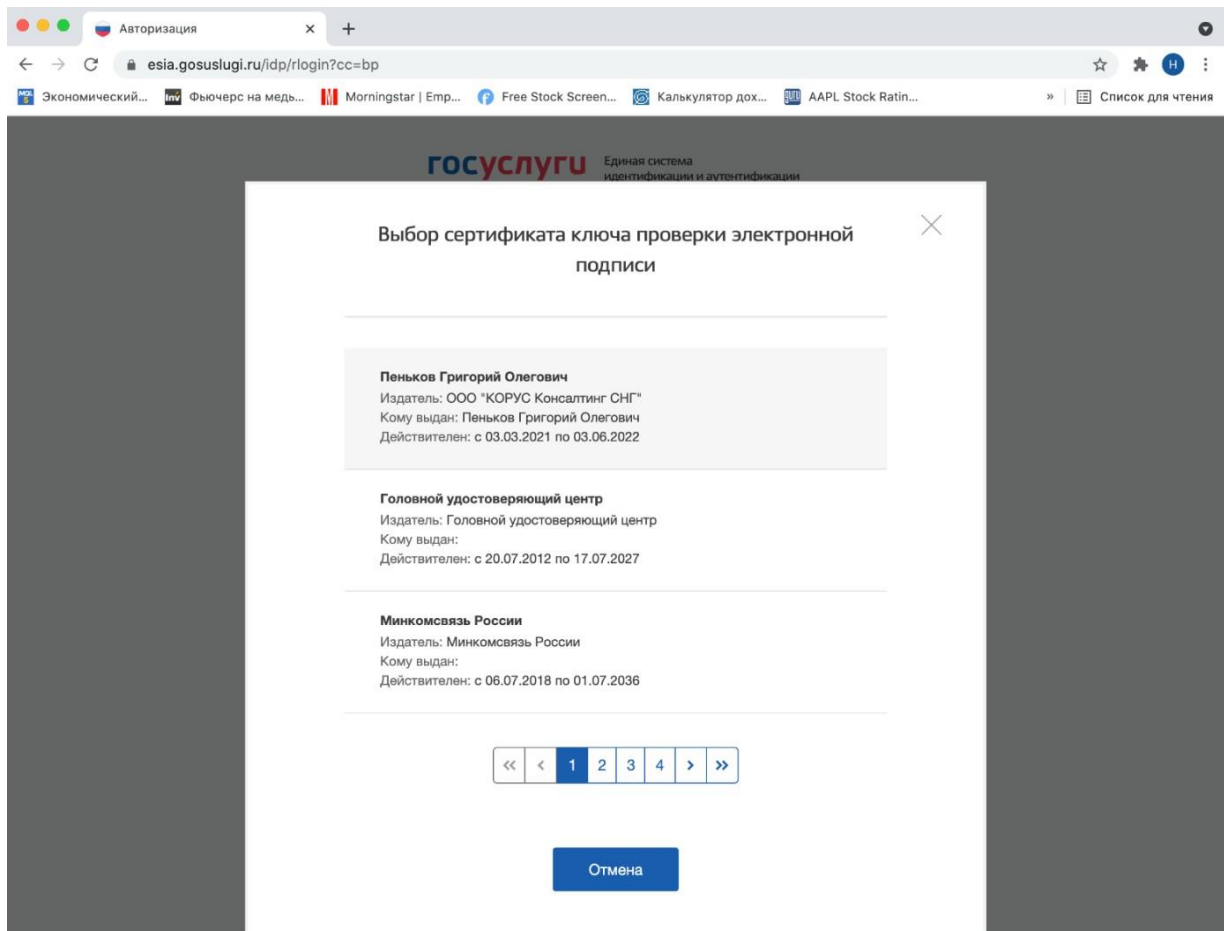 Авторизация
esia.gosuslugi.ru/idp/rlogin?cc=bp
Н
Экономический... Фьючерс на медь... Morningstar | Emp... Free Stock Screen... Калькулятор дох... AAPL Stock Ratin... » Список для чтения
госуслуги
Единая система
идентификации и аутентификации
Выбор сертификата ключа проверки электронной
подписи
Пеньков Григорий Олегович
Издатель: ООО "КОРУС Консалтинг СНГ"
Кому выдан: Пеньков Григорий Олегович
Действителен: с 03.03.2021 по 03.06.2022
Головной удостоверяющий центр
Издатель: Головной удостоверяющий центр
Кому выдан:
Действителен: с 20.07.2012 по 17.07.2027
Минкомсвязь России
Издатель: Минкомсвязь России
Кому выдан:
Действителен: с 06.07.2018 по 01.07.2036
« ‹ 1 2 3 4 › »
Отмена